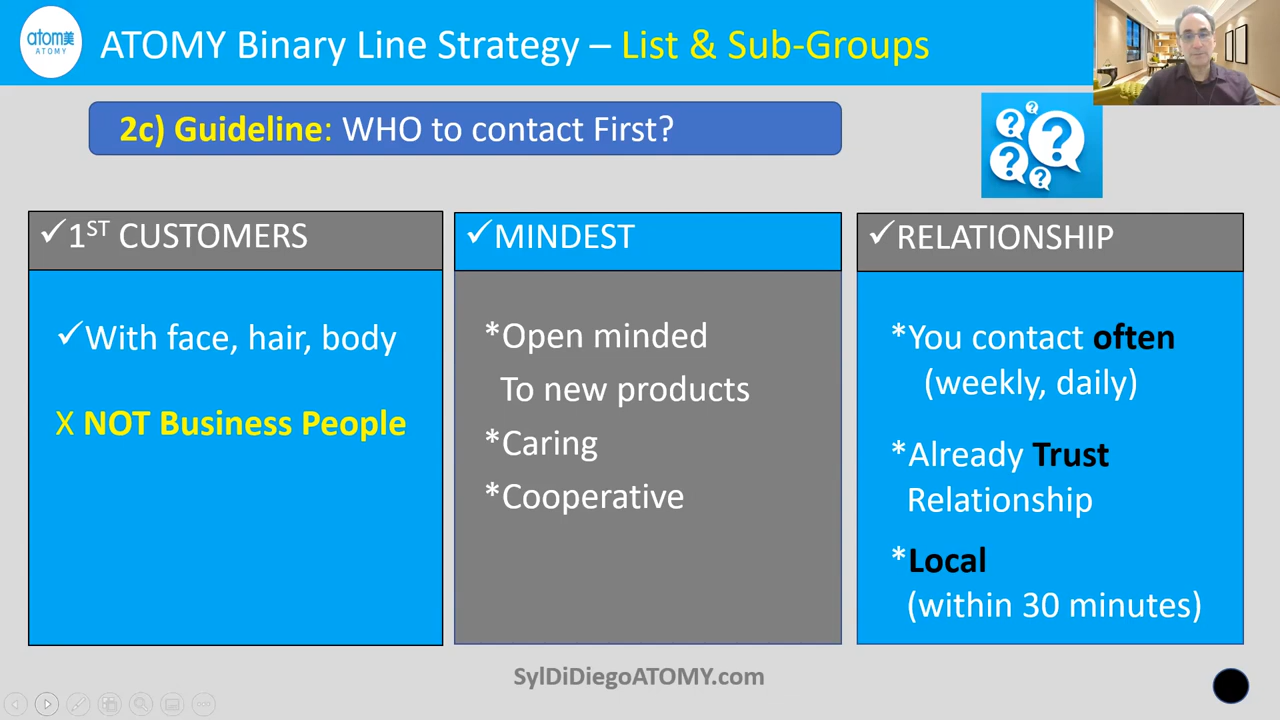 atom美
ATOMY
ATOMY Binary Line Strategy – List & Sub-Groups
2c) Guideline: WHO to contact First?
? ? ? ? ?
✓1ST CUSTOMERS
✓With face, hair, body
X NOT Business People
✓MINDEST
*Open minded
To new products
*Caring
*Cooperative
✓RELATIONSHIP
*You contact often
(weekly, daily)
*Already Trust
Relationship
*Local
(within 30 minutes)
SylDiDiegoATOMY.com